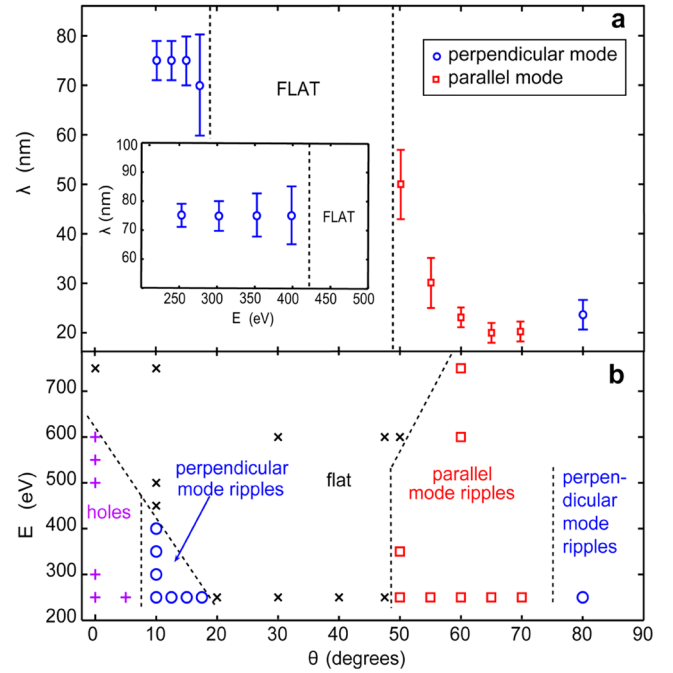 a
80
70
60
50
40
30
20
λ (nm)
perpendicular mode
parallel mode
FLAT
100
90
80
70
60
λ (nm)
FLAT
250 300 350 400 450 500
E (eV)
b
700
600
500
400
300
200
E (eV)
holes
perpendicular
mode ripples
flat
parallel
mode ripples
perpen-
dicular
mode
ripples
0 10 20 30 40 50 60 70 80 90
θ (degrees)